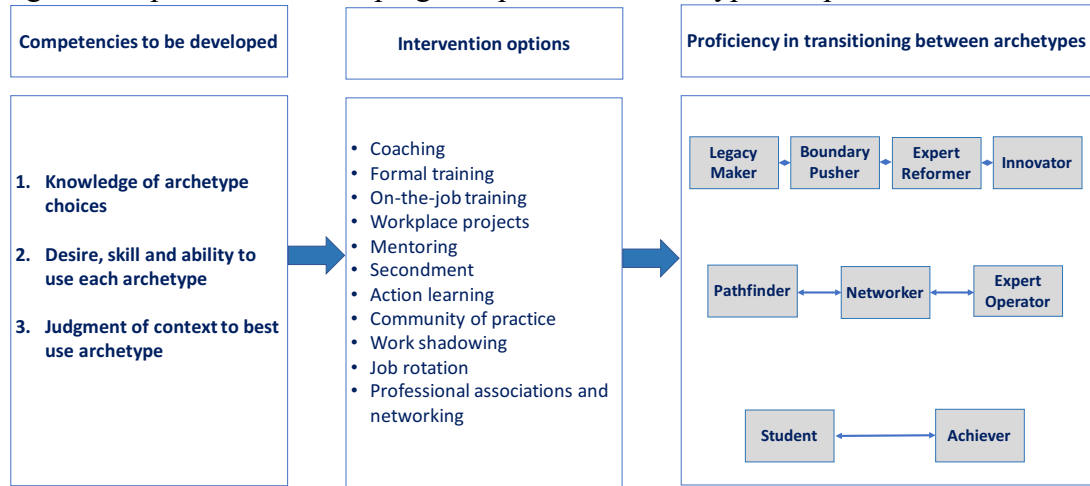 Competencies to be developed
Intervention options
Proficiency in transitioning between archetypes
1. Knowledge of archetype
choices
2. Desire, skill and ability to
use each archetype
3. Judgment of context to best
use archetype
• Coaching
• Formal training
• On-the-job training
• Workplace projects
• Mentoring
• Secondment
• Action learning
• Community of practice
• Work shadowing
• Job rotation
• Professional associations and
networking
Legacy
Maker
Boundary
Pusher
Expert
Reformer
Innovator
Pathfinder
Networker
Expert
Operator
Student
Achiever